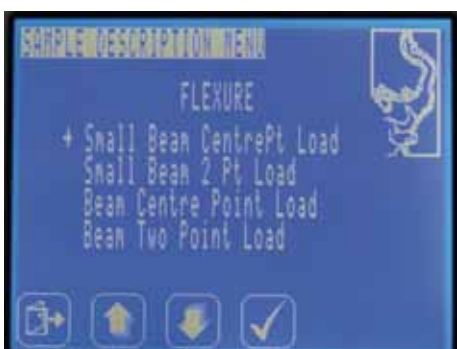 SAMPLE DESCRIPTION MENU
FLEXURE
+ Small Beam CentrePt Load
Small Beam 2 Pt Load
Beam Centre Point Load
Beam Two Point Load